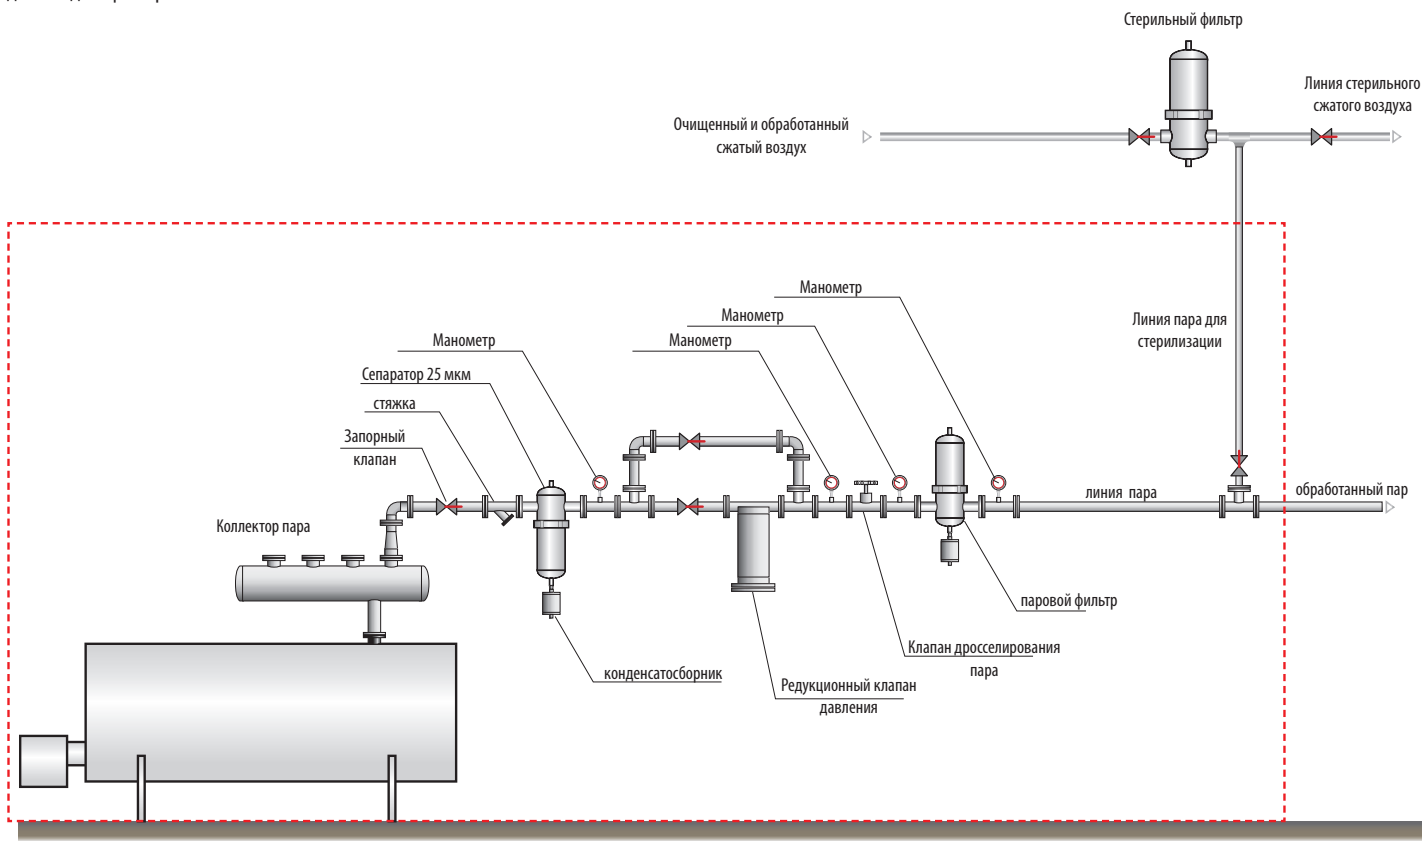 Стерильный фильтр
Линия стерильного
сжатого воздуха
Очищенный и обработанный
сжатый воздух
Манометр
Манометр
Линия пара для
стерилизации
Манометр
Манометр
Сепаратор 25 мкм
стяжка
Запорный
клапан
линия пара
обработанный пар
Коллектор пара
паровой фильтр
Клапан дросселирования
пара
конденсатосборник
Редукционный клапан
давления